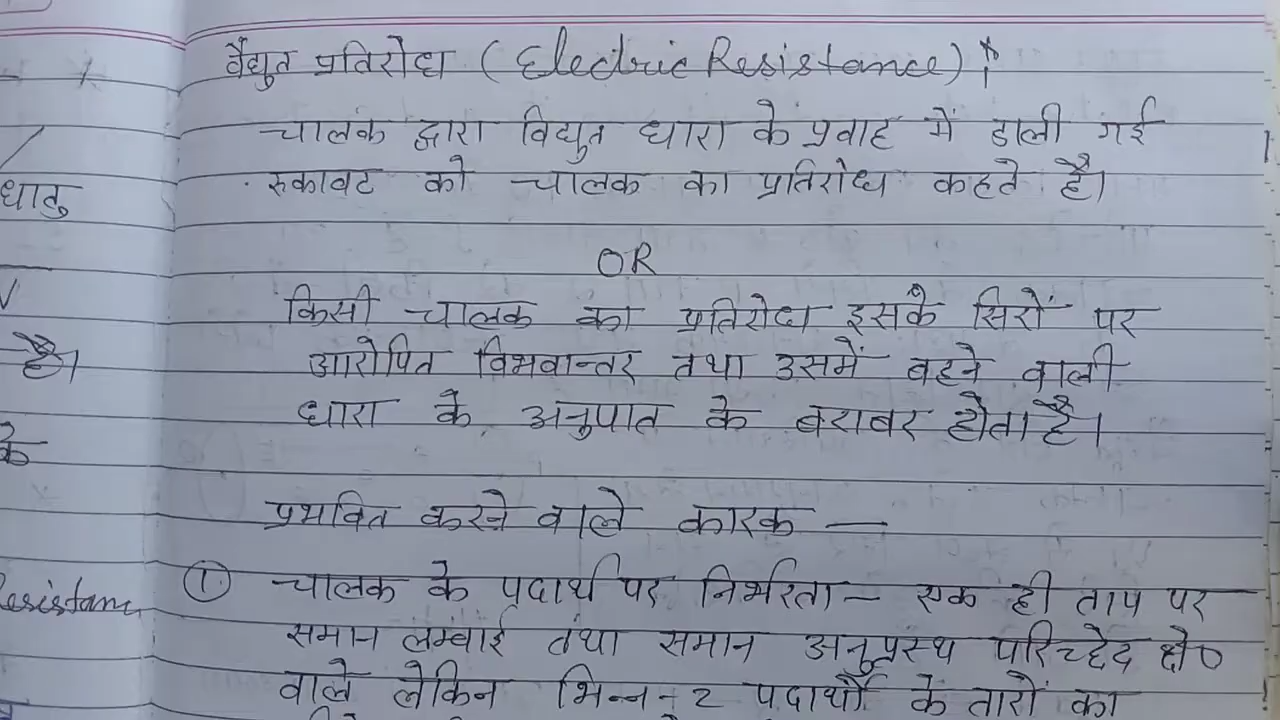 वैद्युत प्रतिरोध (Electric Resistance) :
चालक द्वारा विद्युत धारा के प्रवाह में डाली गई
रुकावट को चालक का प्रतिरोध कहते है।
OR
किसी चालक का प्रतिरोध इसके सिरों पर
आरोपित विभवान्तर तथा उसमें बहने वाली
धारा के अनुपात के बराबर होता है।
प्रभवित करने वाले कारक —
① चालक के पदार्थ पर निर्भरता — एक ही ताप पर
समान लम्बाई तथा समान अनुप्रस्थ परिच्छेद क्षे०
वाले लेकिन भिन्न-2 पदार्थों के तारों का
धातु
है।
के
Resistance